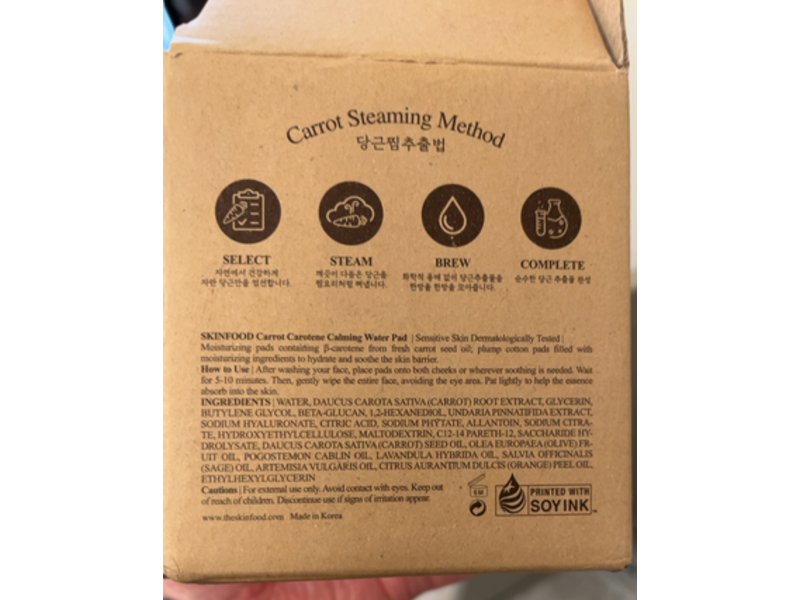 Carrot Steaming Method
당근찜추출법
SELECT
자연에서 건강하게
자란 당근만을 엄선합니다.
STEAM
깨끗이 다듬은 당근을
찜요리처럼 쪄냅니다.
BREW
화학적 용매 없이 당근추출물을
한방울 한방울 모아줍니다.
COMPLETE
순수한 당근 추출물 완성
SKINFOOD Carrot Carotene Calming Water Pad | Sensitive Skin Dermatologically Tested |
Moisturizing pads containing β-carotene from fresh carrot seed oil; plump cotton pads filled with
moisturizing ingredients to hydrate and soothe the skin barrier.
How to Use | After washing your face, place pads onto both cheeks or wherever soothing is needed. Wait
for 5-10 minutes. Then, gently wipe the entire face, avoiding the eye area. Pat lightly to help the essence
absorb into the skin.
INGREDIENTS | WATER, DAUCUS CAROTA SATIVA (CARROT) ROOT EXTRACT, GLYCERIN,
BUTYLENE GLYCOL, BETA-GLUCAN, 1,2-HEXANEDIOL, UNDARIA PINNATIFIDA EXTRACT,
SODIUM HYALURONATE, CITRIC ACID, SODIUM PHYTATE, ALLANTOIN, SODIUM CITRA-
TE, HYDROXYETHYLCELLULOSE, MALTODEXTRIN, C12-14 PARETH-12, SACCHARIDE HY-
DROLYSATE, DAUCUS CAROTA SATIVA (CARROT) SEED OIL, OLEA EUROPAEA (OLIVE) FR-
UIT OIL, POGOSTEMON CABLIN OIL, LAVANDULA HYBRIDA OIL, SALVIA OFFICINALIS
(SAGE) OIL, ARTEMISIA VULGARIS OIL, CITRUS AURANTIUM DULCIS (ORANGE) PEEL OIL,
ETHYLHEXYLGLYCERIN
Cautions | For external use only. Avoid contact with eyes. Keep out
of reach of children. Discontinue use if signs of irritation appear.
www.theskinfood.com Made in Korea
6M
PRINTED WITH
SOY INK